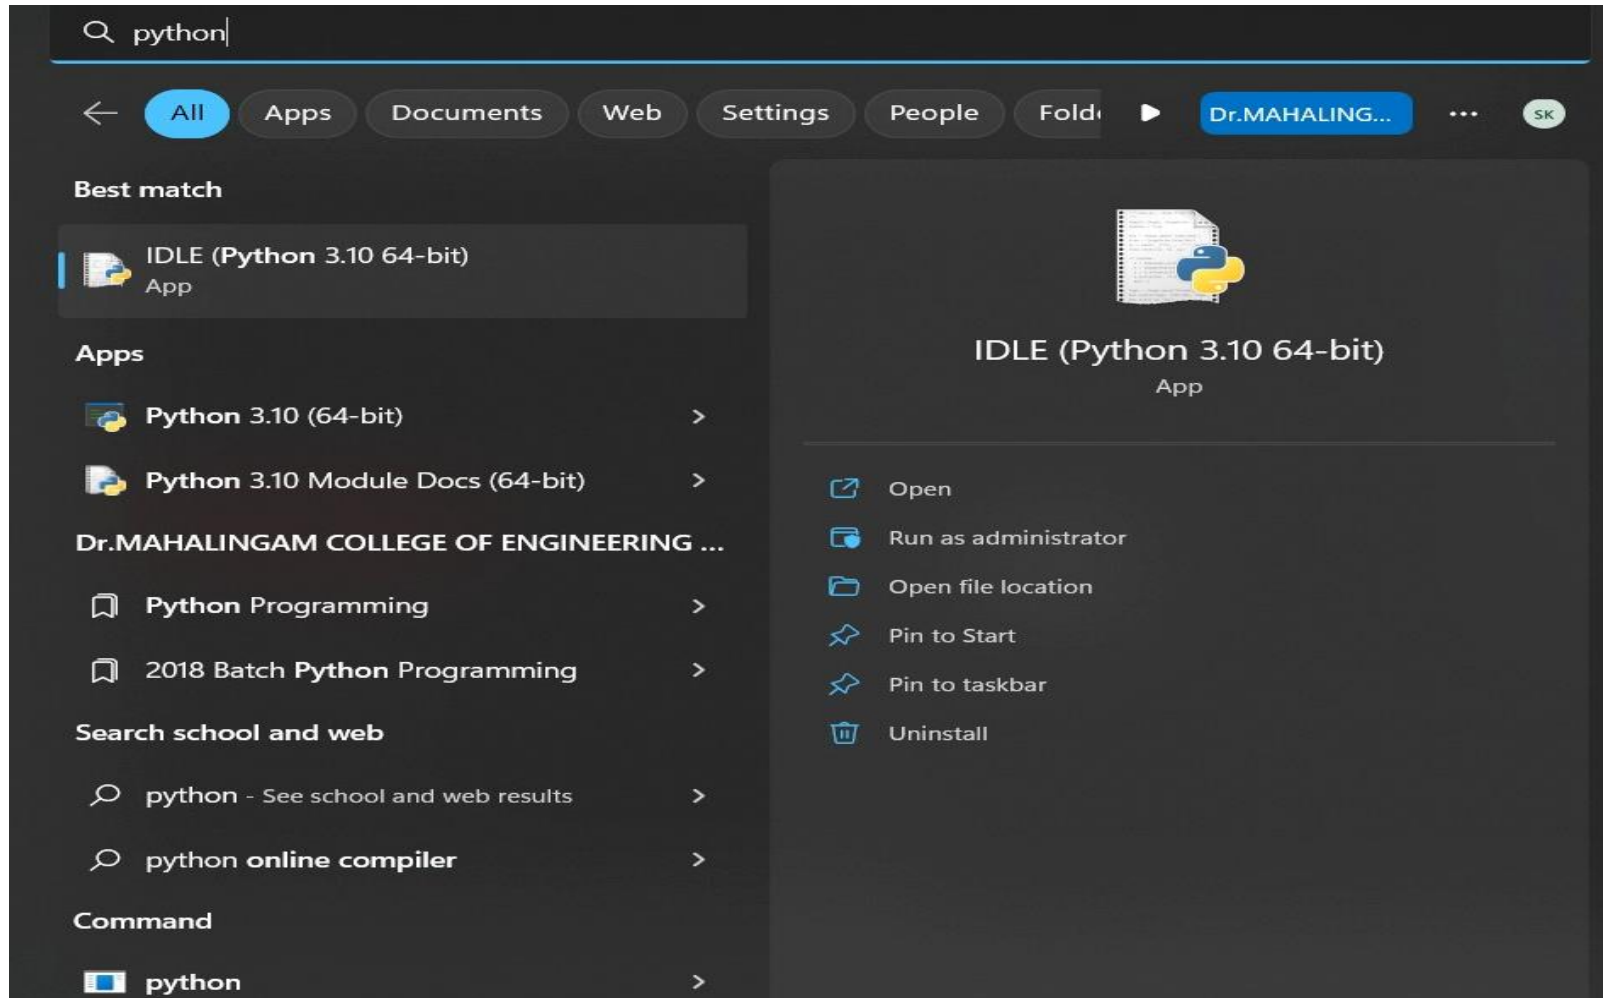 python
All Apps Documents Web Settings People Folde Dr.MAHALING... ... SK
Best match
IDLE (Python 3.10 64-bit)
App
Apps
Python 3.10 (64-bit)
Python 3.10 Module Docs (64-bit)
Dr.MAHALINGAM COLLEGE OF ENGINEERING ...
Python Programming
2018 Batch Python Programming
Search school and web
python - See school and web results
python online compiler
Command
python
IDLE (Python 3.10 64-bit)
App
Open
Run as administrator
Open file location
Pin to Start
Pin to taskbar
Uninstall